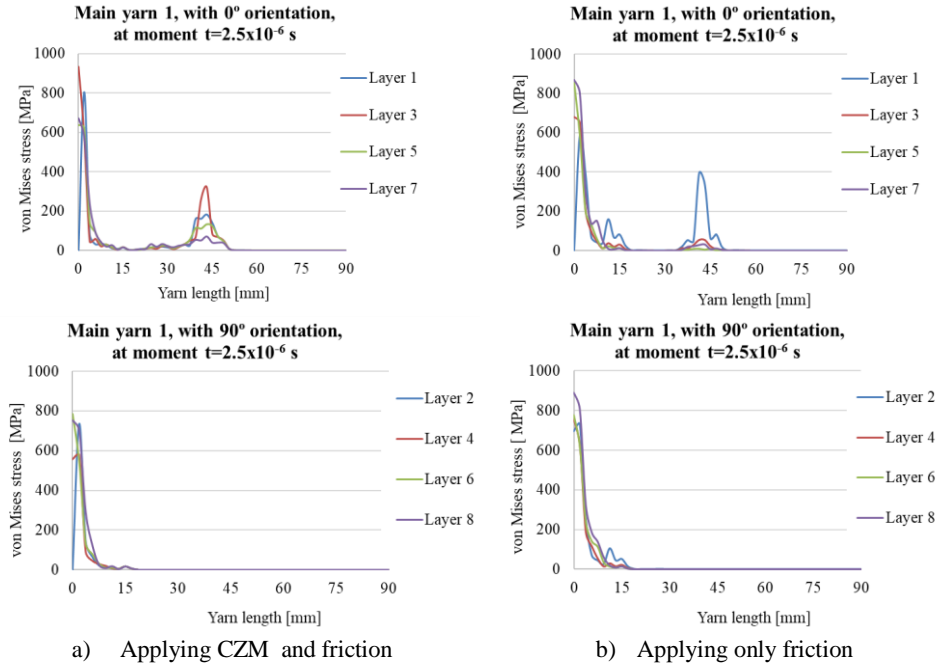 Main yarn 1, with 0º orientation,
at moment t=2.5x10⁻⁶ s
von Mises stress [MPa]
1000
800
600
400
200
0
0 15 30 45 60 75 90
Yarn length [mm]
Layer 1
Layer 3
Layer 5
Layer 7
Main yarn 1, with 0º orientation,
at moment t=2.5x10⁻⁶ s
von Mises stress [MPa]
1000
800
600
400
200
0
0 15 30 45 60 75 90
Yarn length [mm]
Layer 1
Layer 3
Layer 5
Layer 7
Main yarn 1, with 90º orientation,
at moment t=2.5x10⁻⁶ s
von Mises stress [MPa]
1000
800
600
400
200
0
0 15 30 45 60 75 90
Yarn length [mm]
Layer 2
Layer 4
Layer 6
Layer 8
Main yarn 1, with 90º orientation,
at moment t=2.5x10⁻⁶ s
von Mises stress [ MPa]
1000
800
600
400
200
0
0 15 30 45 60 75 90
Yarn length [mm]
Layer 2
Layer 4
Layer 6
Layer 8
a) Applying CZM and friction
b) Applying only friction